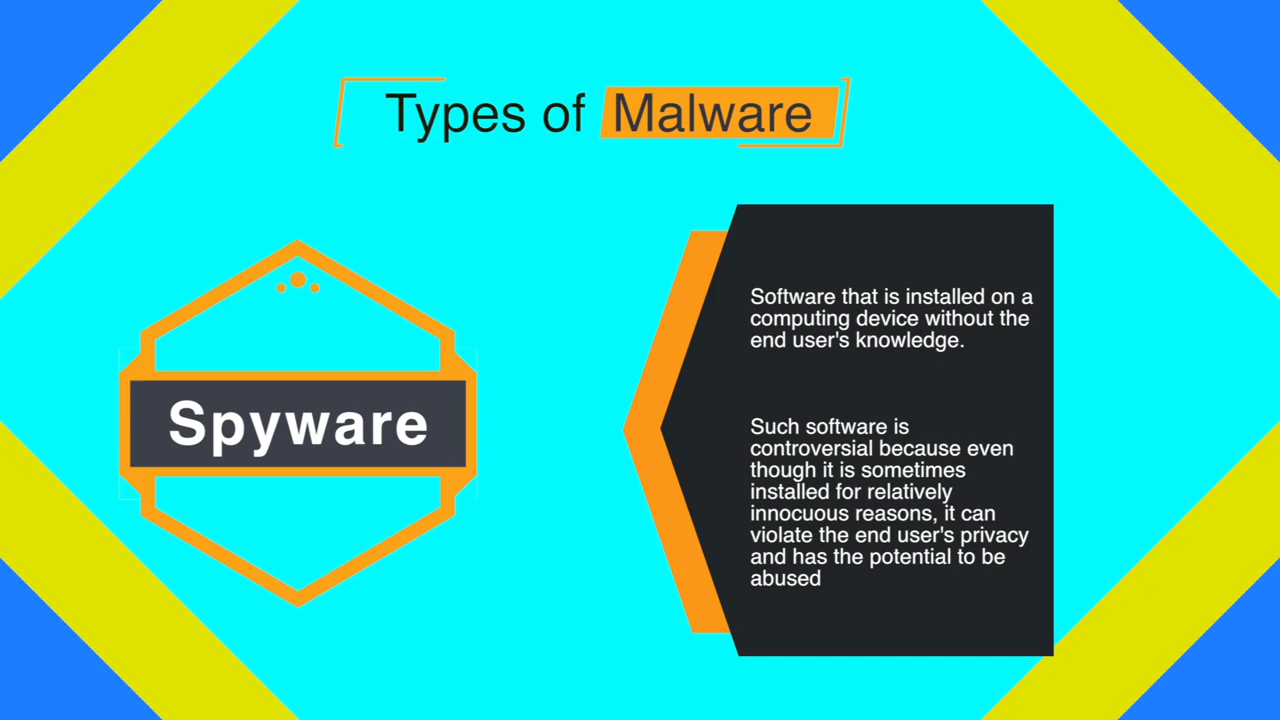 Types of Malware
Spyware
Software that is installed on a
computing device without the
end user's knowledge.
Such software is
controversial because even
though it is sometimes
installed for relatively
innocuous reasons, it can
violate the end user's privacy
and has the potential to be
abused